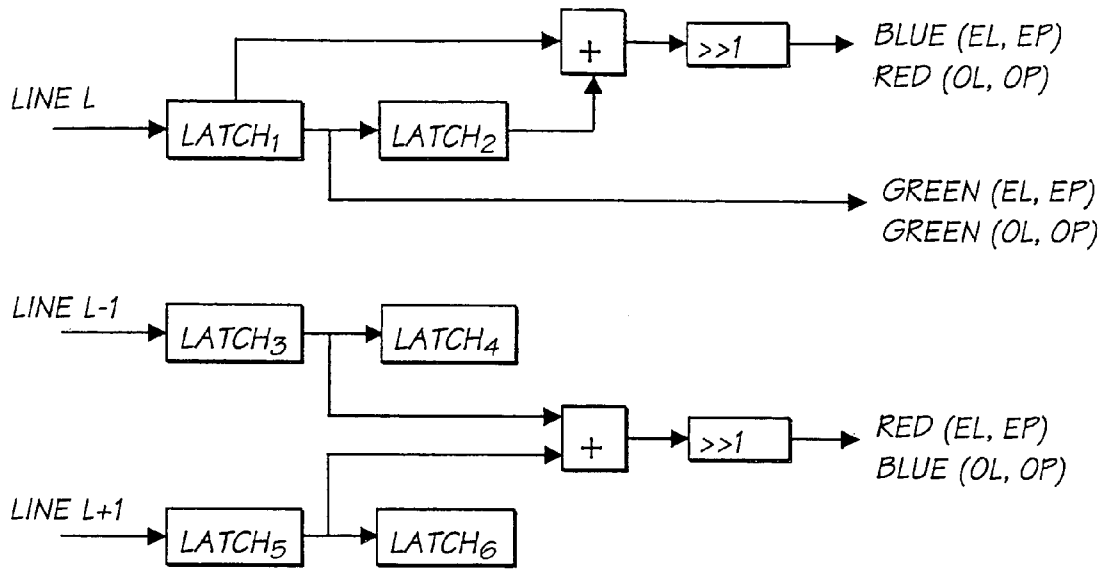 +
>>1
BLUE (EL, EP)
RED (OL, OP)
LINE L
LATCH₁
LATCH₂
GREEN (EL, EP)
GREEN (OL, OP)
LINE L-1
LATCH₃
LATCH₄
+
>>1
RED (EL, EP)
BLUE (OL, OP)
LINE L+1
LATCH₅
LATCH₆